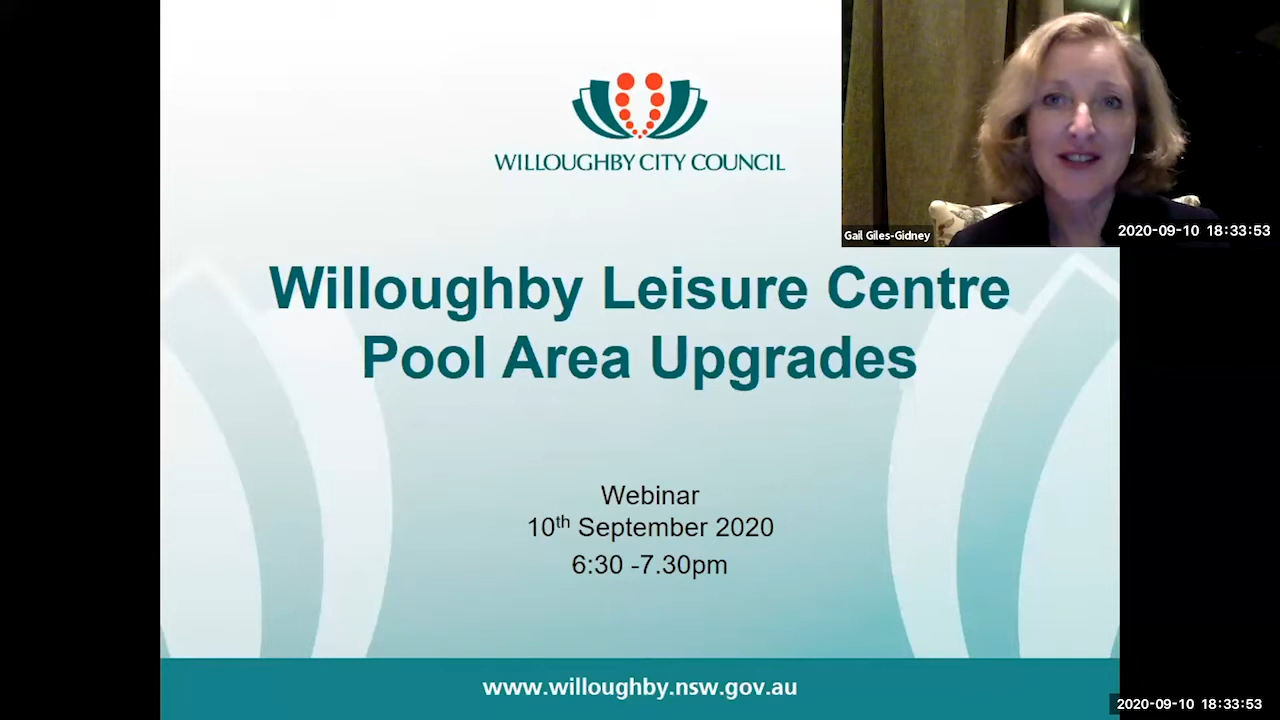 WILLOUGHBY CITY COUNCIL
Gail Giles-Gidney
2020-09-10 18:33:53
Willoughby Leisure Centre
Pool Area Upgrades
Webinar
10th September 2020
6:30 -7.30pm
www.willoughby.nsw.gov.au
2020-09-10 18:33:53